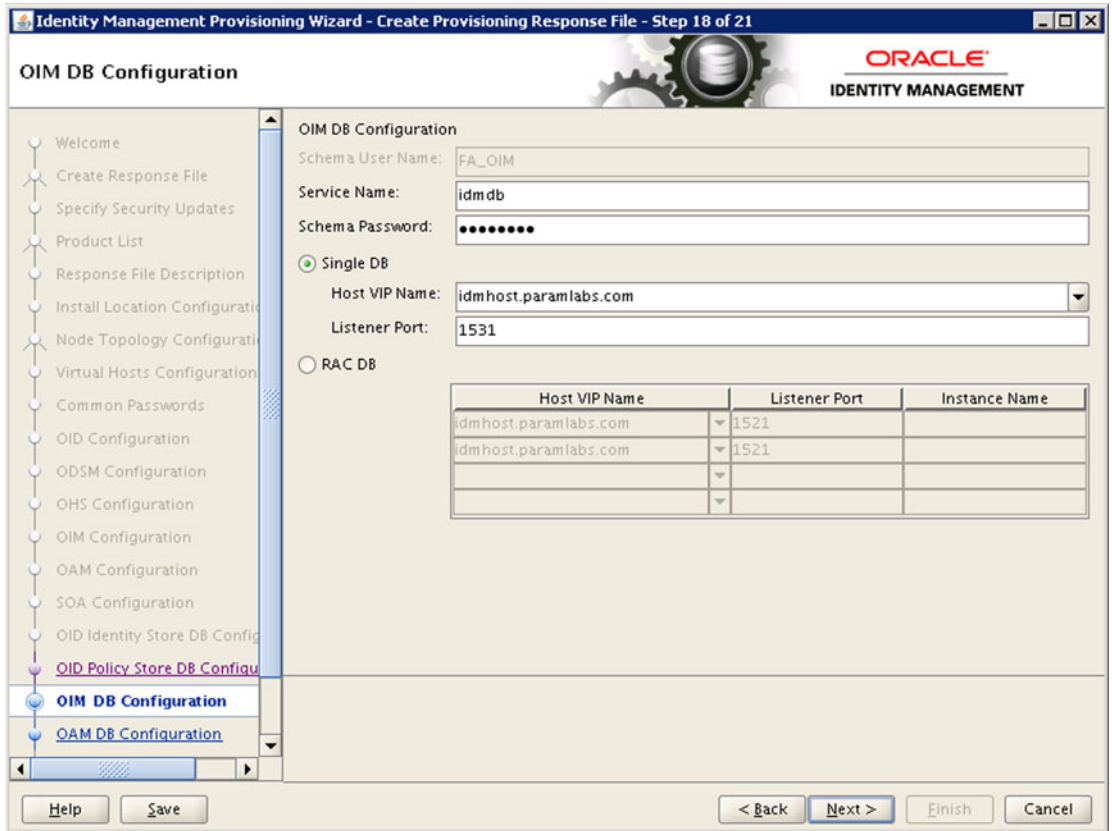 Identity Management Provisioning Wizard - Create Provisioning Response File - Step 18 of 21
OIM DB Configuration
ORACLE
IDENTITY MANAGEMENT
Welcome
Create Response File
Specify Security Updates
Product List
Response File Description
Install Location Configuratio
Node Topology Configurati
Virtual Hosts Configuration
Common Passwords
OID Configuration
ODSM Configuration
OHS Configuration
OIM Configuration
OAM Configuration
SOA Configuration
OID Identity Store DB Config
OID Policy Store DB Configu
OIM DB Configuration
OAM DB Configuration
OIM DB Configuration
Schema User Name: FA_OIM
Service Name: idmdb
Schema Password: ●●●●●●●●
Single DB
Host VIP Name: idmhost.paramlabs.com
Listener Port: 1531
RAC DB
Host VIP Name Listener Port Instance Name
idmhost.paramlabs.com 1521
idmhost.paramlabs.com 1521
Help Save < Back Next > Finish Cancel